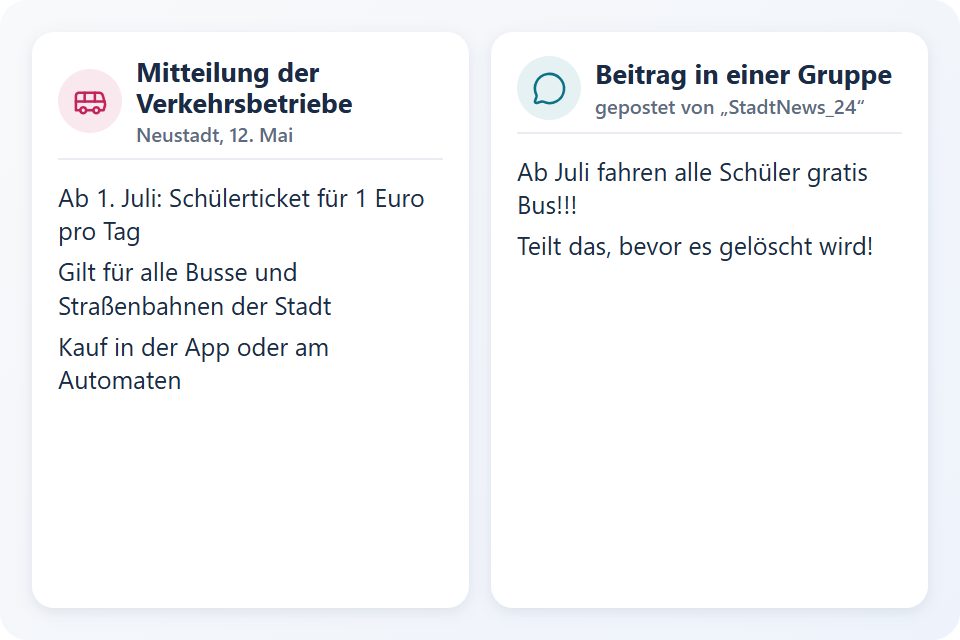 Mitteilung der
Verkehrsbetriebe
Neustadt, 12. Mai
Ab 1. Juli: Schülerticket für 1 Euro
pro Tag
Gilt für alle Busse und
Straßenbahnen der Stadt
Kauf in der App oder am
Automaten
Beitrag in einer Gruppe
gepostet von „StadtNews_24“
Ab Juli fahren alle Schüler gratis
Bus!!!
Teilt das, bevor es gelöscht wird!